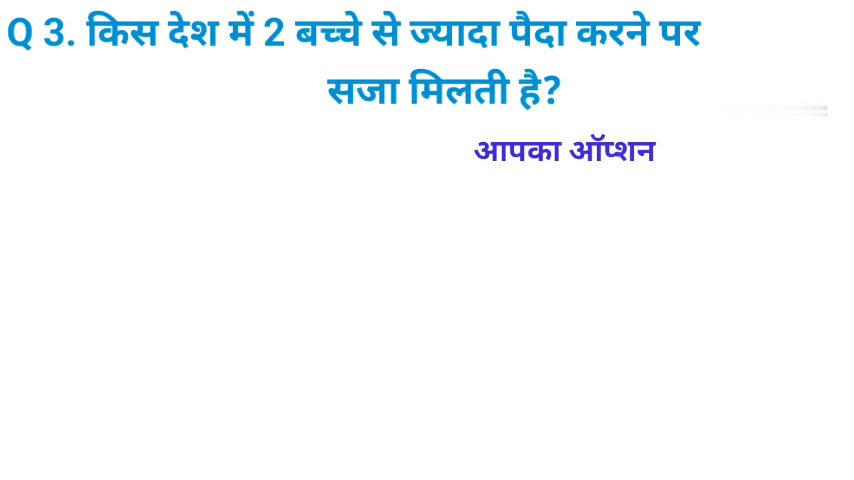 Q 3. किस देश में 2 बच्चे से ज्यादा पैदा करने पर
सजा मिलती है?
आपका ऑप्शन